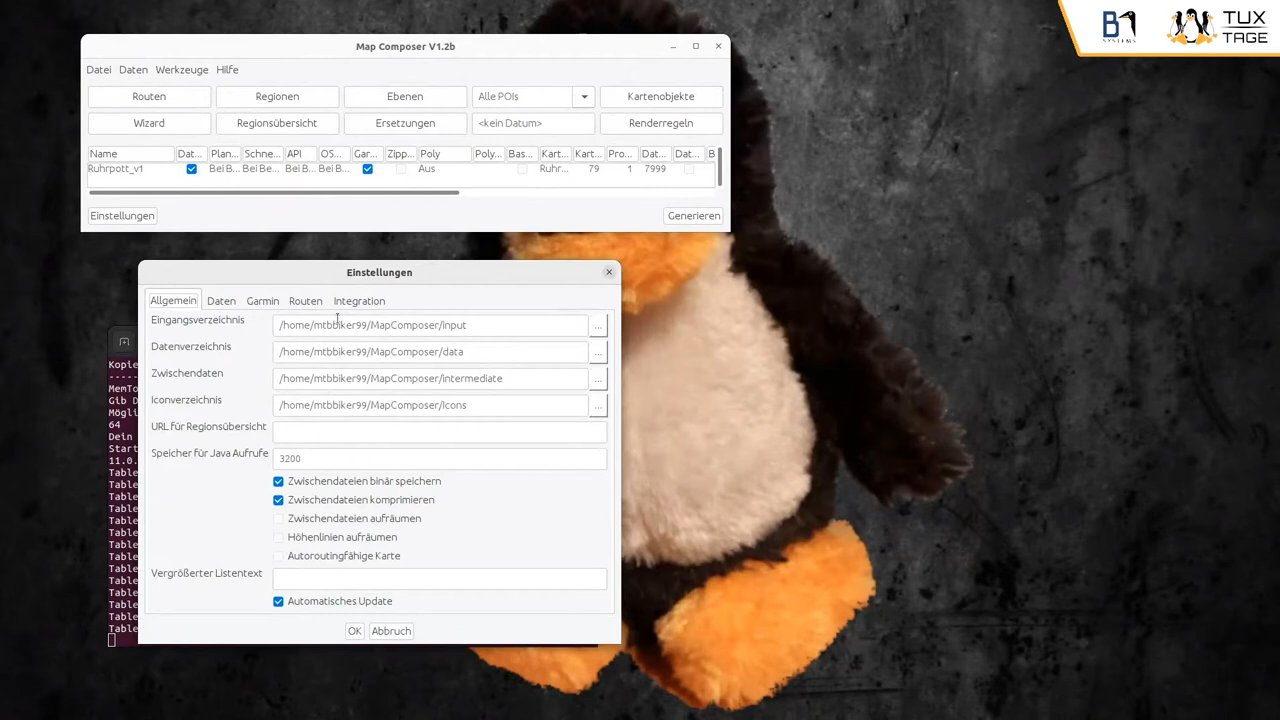 B1
SYSTEMS
TUX
TAGE
Map Composer V1.2b
Datei Daten Werkzeuge Hilfe
Routen Regionen Ebenen Alle POIs Kartenobjekte
Wizard Regionsübersicht Ersetzungen <kein Datum> Renderregeln
Name Dat... Plan... Schne... API OS... Gar... Zipp... Poly Poly... Bas... Kart... Kart... Pro... Dat... Dat... B
Ruhrpott_v1 Bei B... Bei Be... Bei B... Bei B... Aus Ruhr... 79 1 7999
Einstellungen Generieren
Einstellungen
Allgemein Daten Garmin Routen Integration
Eingangsverzeichnis /home/mtbbiker99/MapComposer/input ...
Datenverzeichnis /home/mtbbiker99/MapComposer/data ...
Zwischendaten /home/mtbbiker99/MapComposer/intermediate ...
Iconverzeichnis /home/mtbbiker99/MapComposer/Icons ...
URL für Regionsübersicht
Speicher für Java Aufrufe 3200
Zwischendateien binär speichern
Zwischendateien komprimieren
Zwischendateien aufräumen
Höhenlinien aufräumen
Autoroutingfähige Karte
Vergrößerter Listentext
Automatisches Update
OK Abbruch
Kopie
-----
MemTo
Gib D
Mögli
64
Dein
Start
11.0.
Table
Table
Table
Table
Table
Table
Table
Table
Table
Table
Table
Table
Table
Table